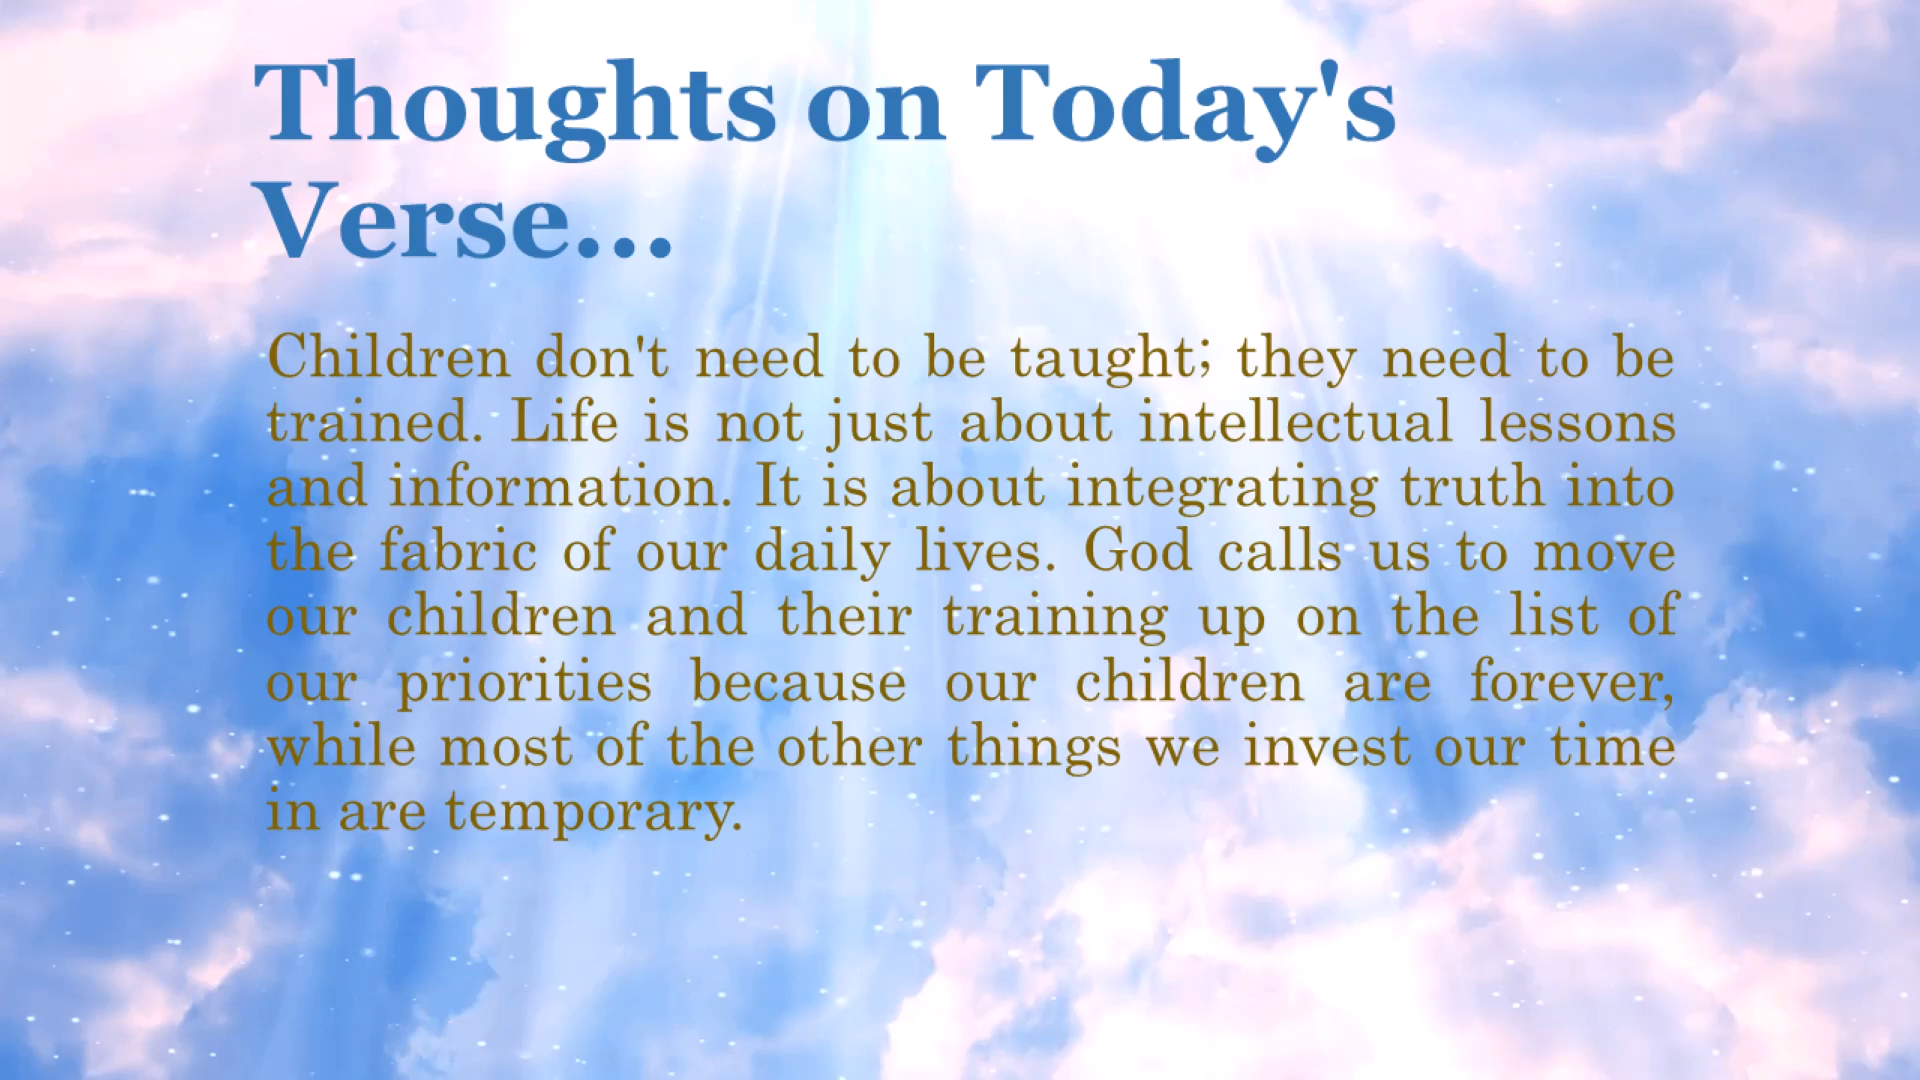 Thoughts on Today's
Verse...
Children don't need to be taught; they need to be
trained. Life is not just about intellectual lessons
and information. It is about integrating truth into
the fabric of our daily lives. God calls us to move
our children and their training up on the list of
our priorities because our children are forever,
while most of the other things we invest our time
in are temporary.